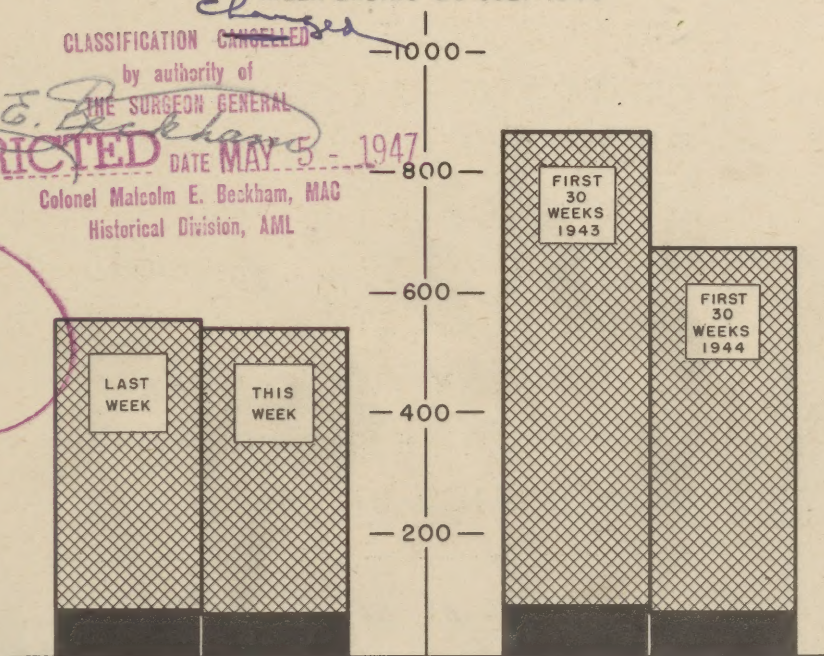 changed
CLASSIFICATION CANCELLED
by authority of
THE SURGEON GENERAL
E. Beckham
RICTED DATE MAY 5 - 1947
Colonel Malcolm E. Beckham, MAC
Historical Division, AML
1000
800
600
400
200
LAST
WEEK
THIS
WEEK
FIRST
30
WEEKS
1943
FIRST
30
WEEKS
1944